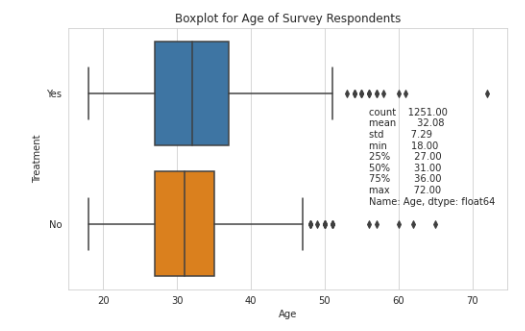 Boxplot for Age of Survey Respondents
Treatment
Yes
No
count 1251.00
mean 32.08
std 7.29
min 18.00
25% 27.00
50% 31.00
75% 36.00
max 72.00
Name: Age, dtype: float64
20 30 40 50 60 70
Age